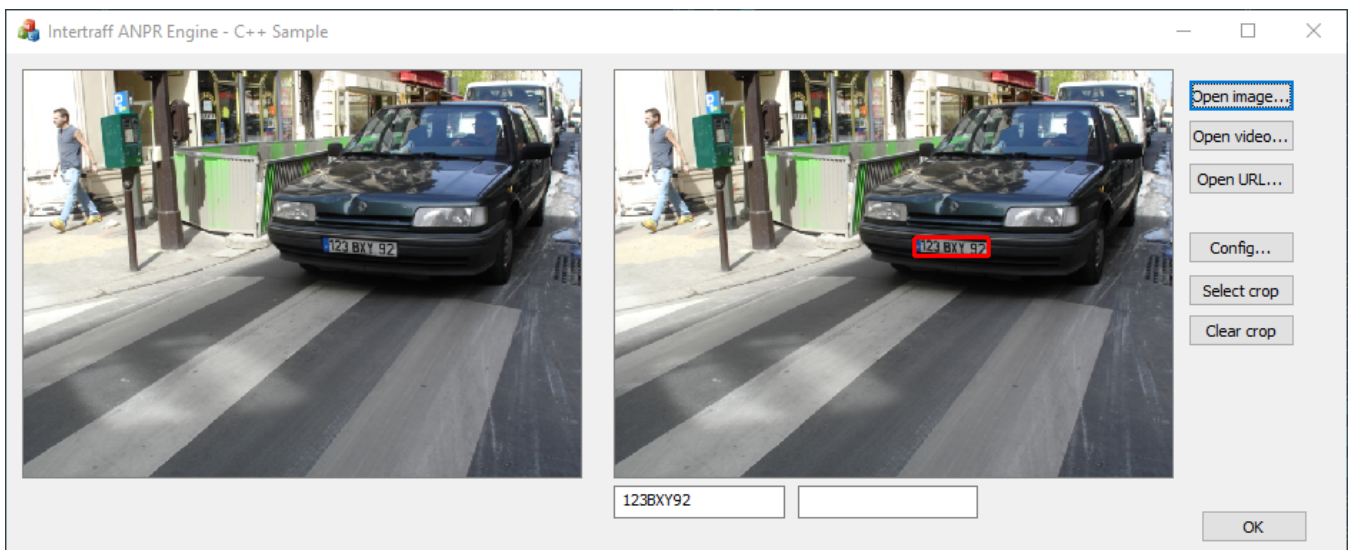 Intertraff ANPR Engine - C++ Sample
P
123 BXY 92
P
123 BXY 92
Open image...
Open video...
Open URL...
Config...
Select crop
Clear crop
123BXY92
OK